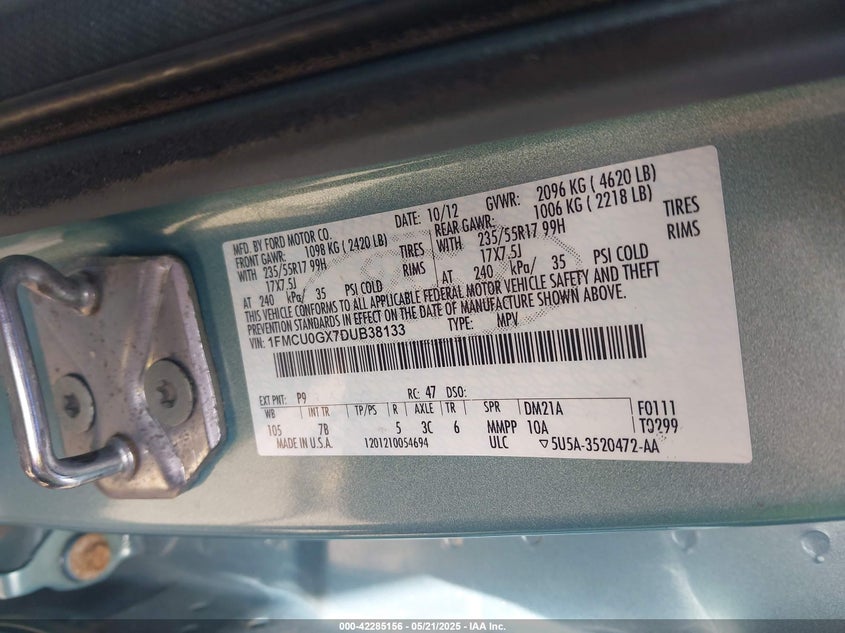 MFD. BY FORD MOTOR CO.
DATE: 10/12 GVWR: 2096 KG ( 4620 LB)
FRONT GAWR: 1098 KG ( 2420 LB) REAR GAWR: 1006 KG ( 2218 LB)
WITH 235/55R17 99H TIRES WITH 235/55R17 99H TIRES
17X7.5J RIMS 17X7.5J RIMS
AT 240 kPa/ 35 PSI COLD AT 240 kPa/ 35 PSI COLD
THIS VEHICLE CONFORMS TO ALL APPLICABLE FEDERAL MOTOR VEHICLE SAFETY AND THEFT
PREVENTION STANDARDS IN EFFECT ON THE DATE OF MANUFACTURE SHOWN ABOVE.
VIN: 1FMCU0GX7DUB38133 TYPE: MPV
EXT PNT: P9 RC: 47 DSO:
WB INT TR TP/PS R AXLE TR SPR DM21A F0111
105 7B 5 3C 6 MMPP 10A T0299
MADE IN U.S.A. 1201210054694 ULC 5U5A-3520472-AA
000-42285156 - 05/21/2025 - IAA Inc.